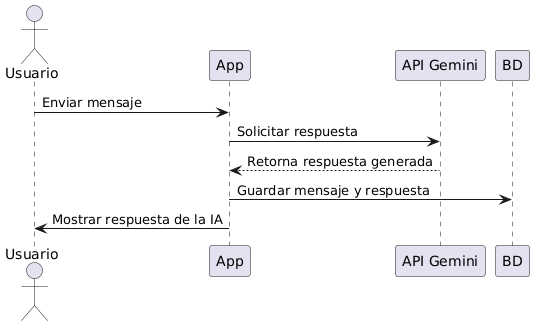 Usuario
App
API Gemini
BD
Enviar mensaje
Solicitar respuesta
Retorna respuesta generada
Guardar mensaje y respuesta
Mostrar respuesta de la IA
Usuario
App
API Gemini
BD